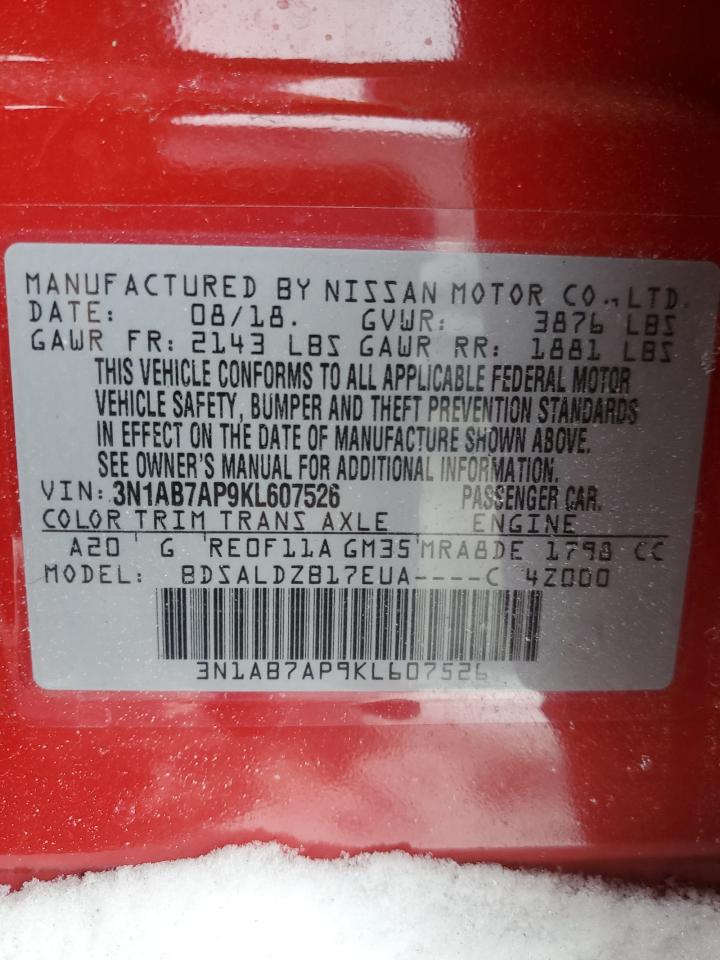 MANUFACTURED BY NISSAN MOTOR CO.,LTD.
DATE: 08/18. GVWR: 3876 LBS
GAWR FR: 2143 LBS GAWR RR: 1881 LBS
THIS VEHICLE CONFORMS TO ALL APPLICABLE FEDERAL MOTOR
VEHICLE SAFETY, BUMPER AND THEFT PREVENTION STANDARDS
IN EFFECT ON THE DATE OF MANUFACTURE SHOWN ABOVE.
SEE OWNER'S MANUAL FOR ADDITIONAL INFORMATION.
VIN: 3N1AB7AP9KL607526 PASSENGER CAR.
COLOR TRIM TRANS AXLE ENGINE
A20 G RE0F11A GM35 MRA8DE 1798 CC
MODEL: BDSALDZB17EUA----C 42000
3N1AB7AP9KL607526